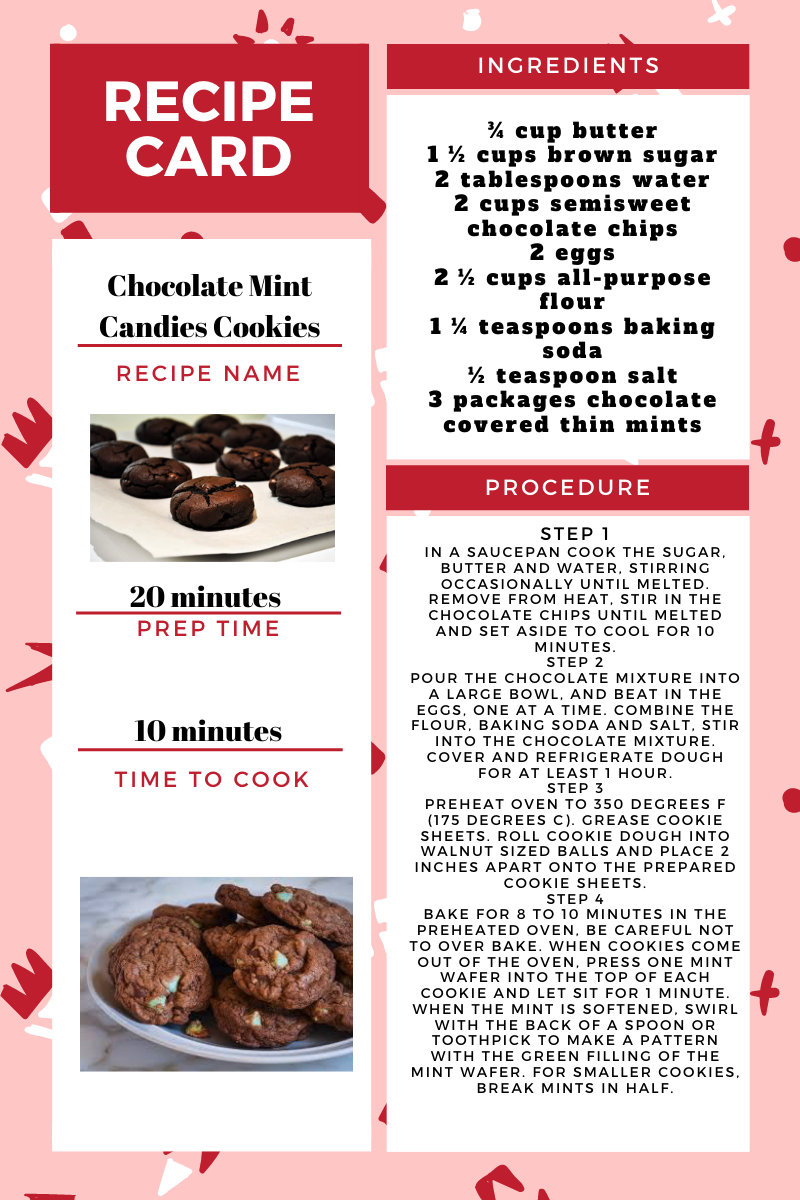 RECIPE
CARD
Chocolate Mint
Candies Cookies
RECIPE NAME
20 minutes
PREP TIME
10 minutes
TIME TO COOK
INGREDIENTS
¾ cup butter
1 ½ cups brown sugar
2 tablespoons water
2 cups semisweet
chocolate chips
2 eggs
2 ½ cups all-purpose
flour
1 ¼ teaspoons baking
soda
½ teaspoon salt
3 packages chocolate
covered thin mints
PROCEDURE
STEP 1
IN A SAUCEPAN COOK THE SUGAR,
BUTTER AND WATER, STIRRING
OCCASIONALLY UNTIL MELTED.
REMOVE FROM HEAT, STIR IN THE
CHOCOLATE CHIPS UNTIL MELTED
AND SET ASIDE TO COOL FOR 10
MINUTES.
STEP 2
POUR THE CHOCOLATE MIXTURE INTO
A LARGE BOWL, AND BEAT IN THE
EGGS, ONE AT A TIME. COMBINE THE
FLOUR, BAKING SODA AND SALT, STIR
INTO THE CHOCOLATE MIXTURE.
COVER AND REFRIGERATE DOUGH
FOR AT LEAST 1 HOUR.
STEP 3
PREHEAT OVEN TO 350 DEGREES F
(175 DEGREES C). GREASE COOKIE
SHEETS. ROLL COOKIE DOUGH INTO
WALNUT SIZED BALLS AND PLACE 2
INCHES APART ONTO THE PREPARED
COOKIE SHEETS.
STEP 4
BAKE FOR 8 TO 10 MINUTES IN THE
PREHEATED OVEN, BE CAREFUL NOT
TO OVER BAKE. WHEN COOKIES COME
OUT OF THE OVEN, PRESS ONE MINT
WAFER INTO THE TOP OF EACH
COOKIE AND LET SIT FOR 1 MINUTE.
WHEN THE MINT IS SOFTENED, SWIRL
WITH THE BACK OF A SPOON OR
TOOTHPICK TO MAKE A PATTERN
WITH THE GREEN FILLING OF THE
MINT WAFER. FOR SMALLER COOKIES,
BREAK MINTS IN HALF.